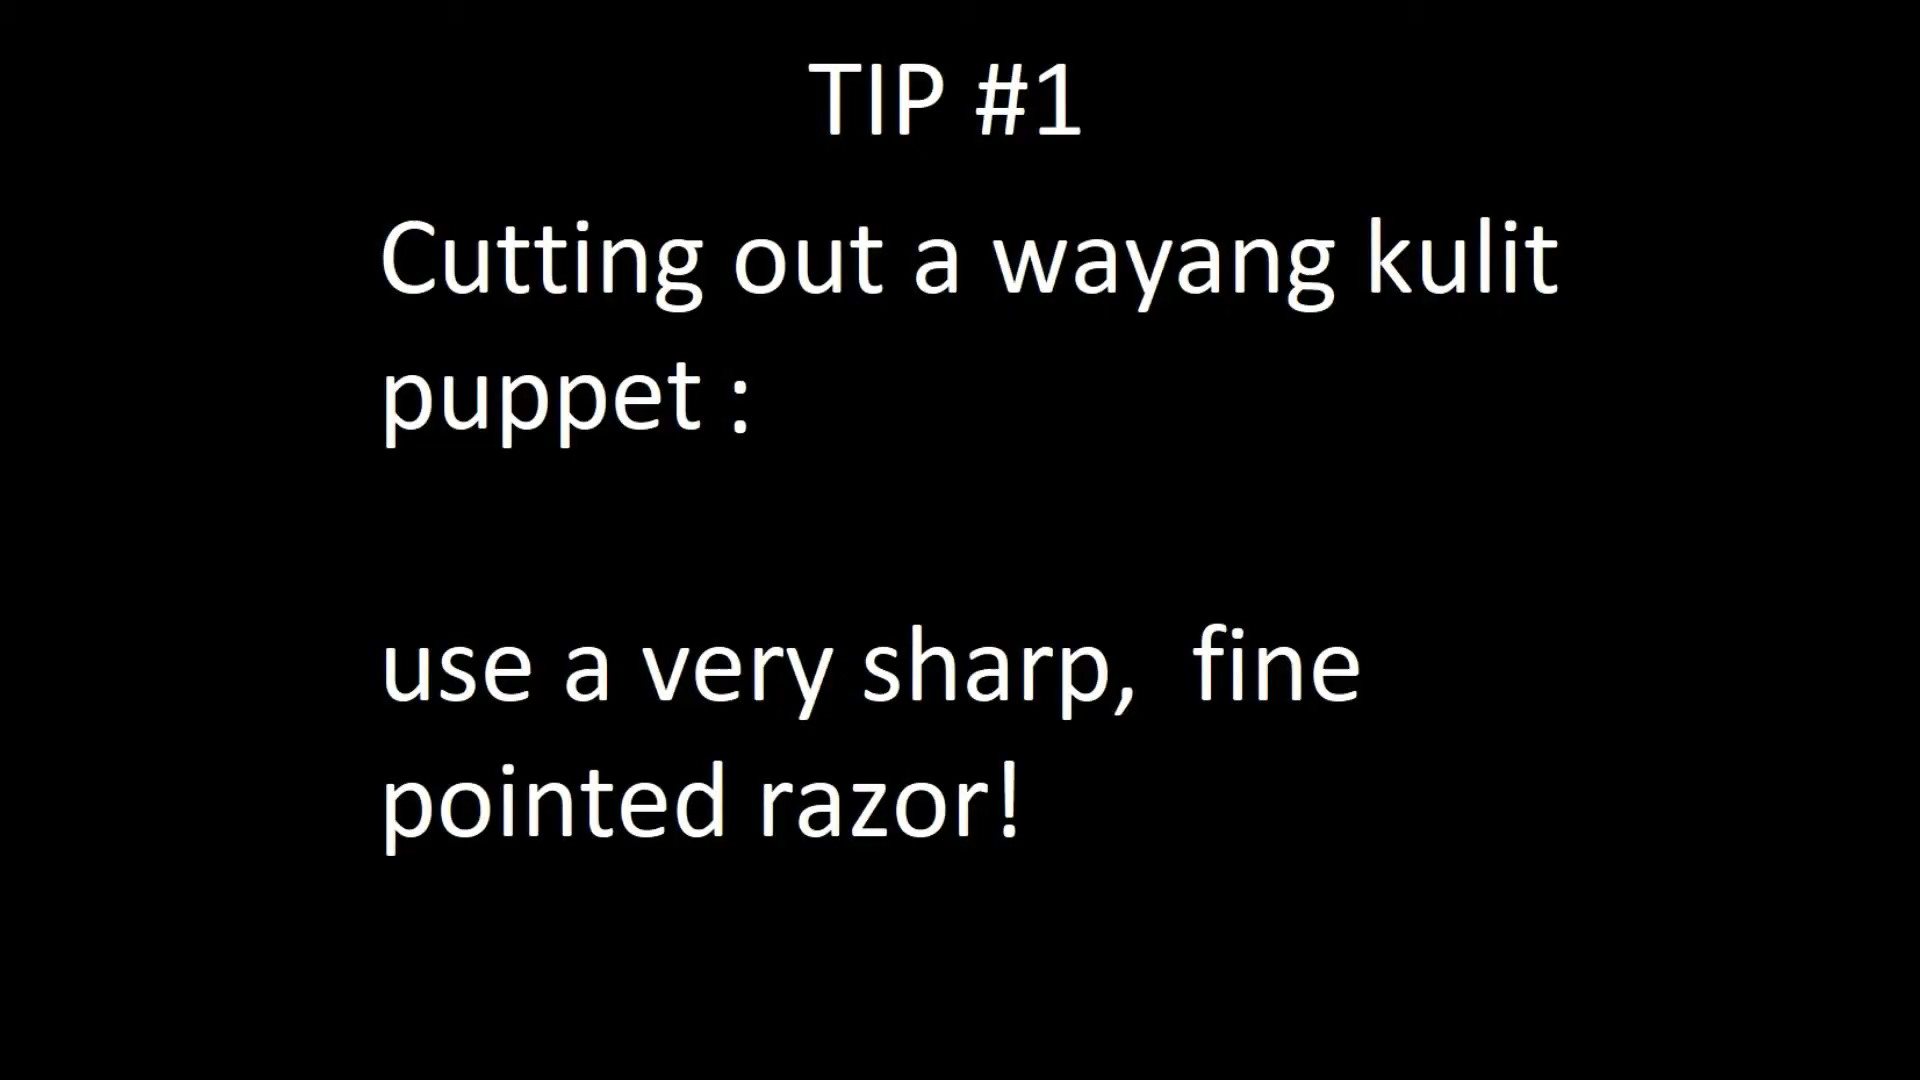 TIP #1
Cutting out a wayang kulit
puppet :
use a very sharp,  fine
pointed razor!